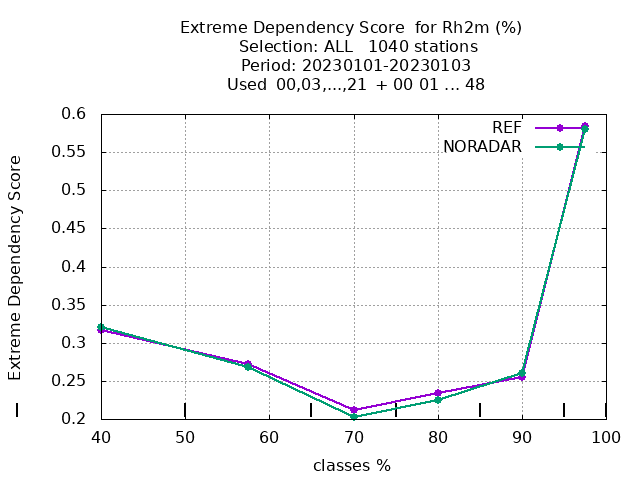 Extreme Dependency Score  for Rh2m (%)
Selection: ALL   1040 stations
Period: 20230101-20230103
Used  00,03,...,21  + 00 01 ... 48
REF
NORADAR
Extreme Dependency Score
0.6
0.55
0.5
0.45
0.4
0.35
0.3
0.25
0.2
40 50 60 70 80 90 100
classes %